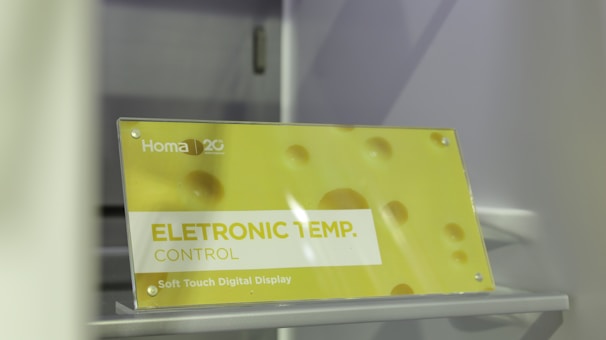 Homa 20
ELETRONIC TEMP.
CONTROL
Soft Touch Digital Display